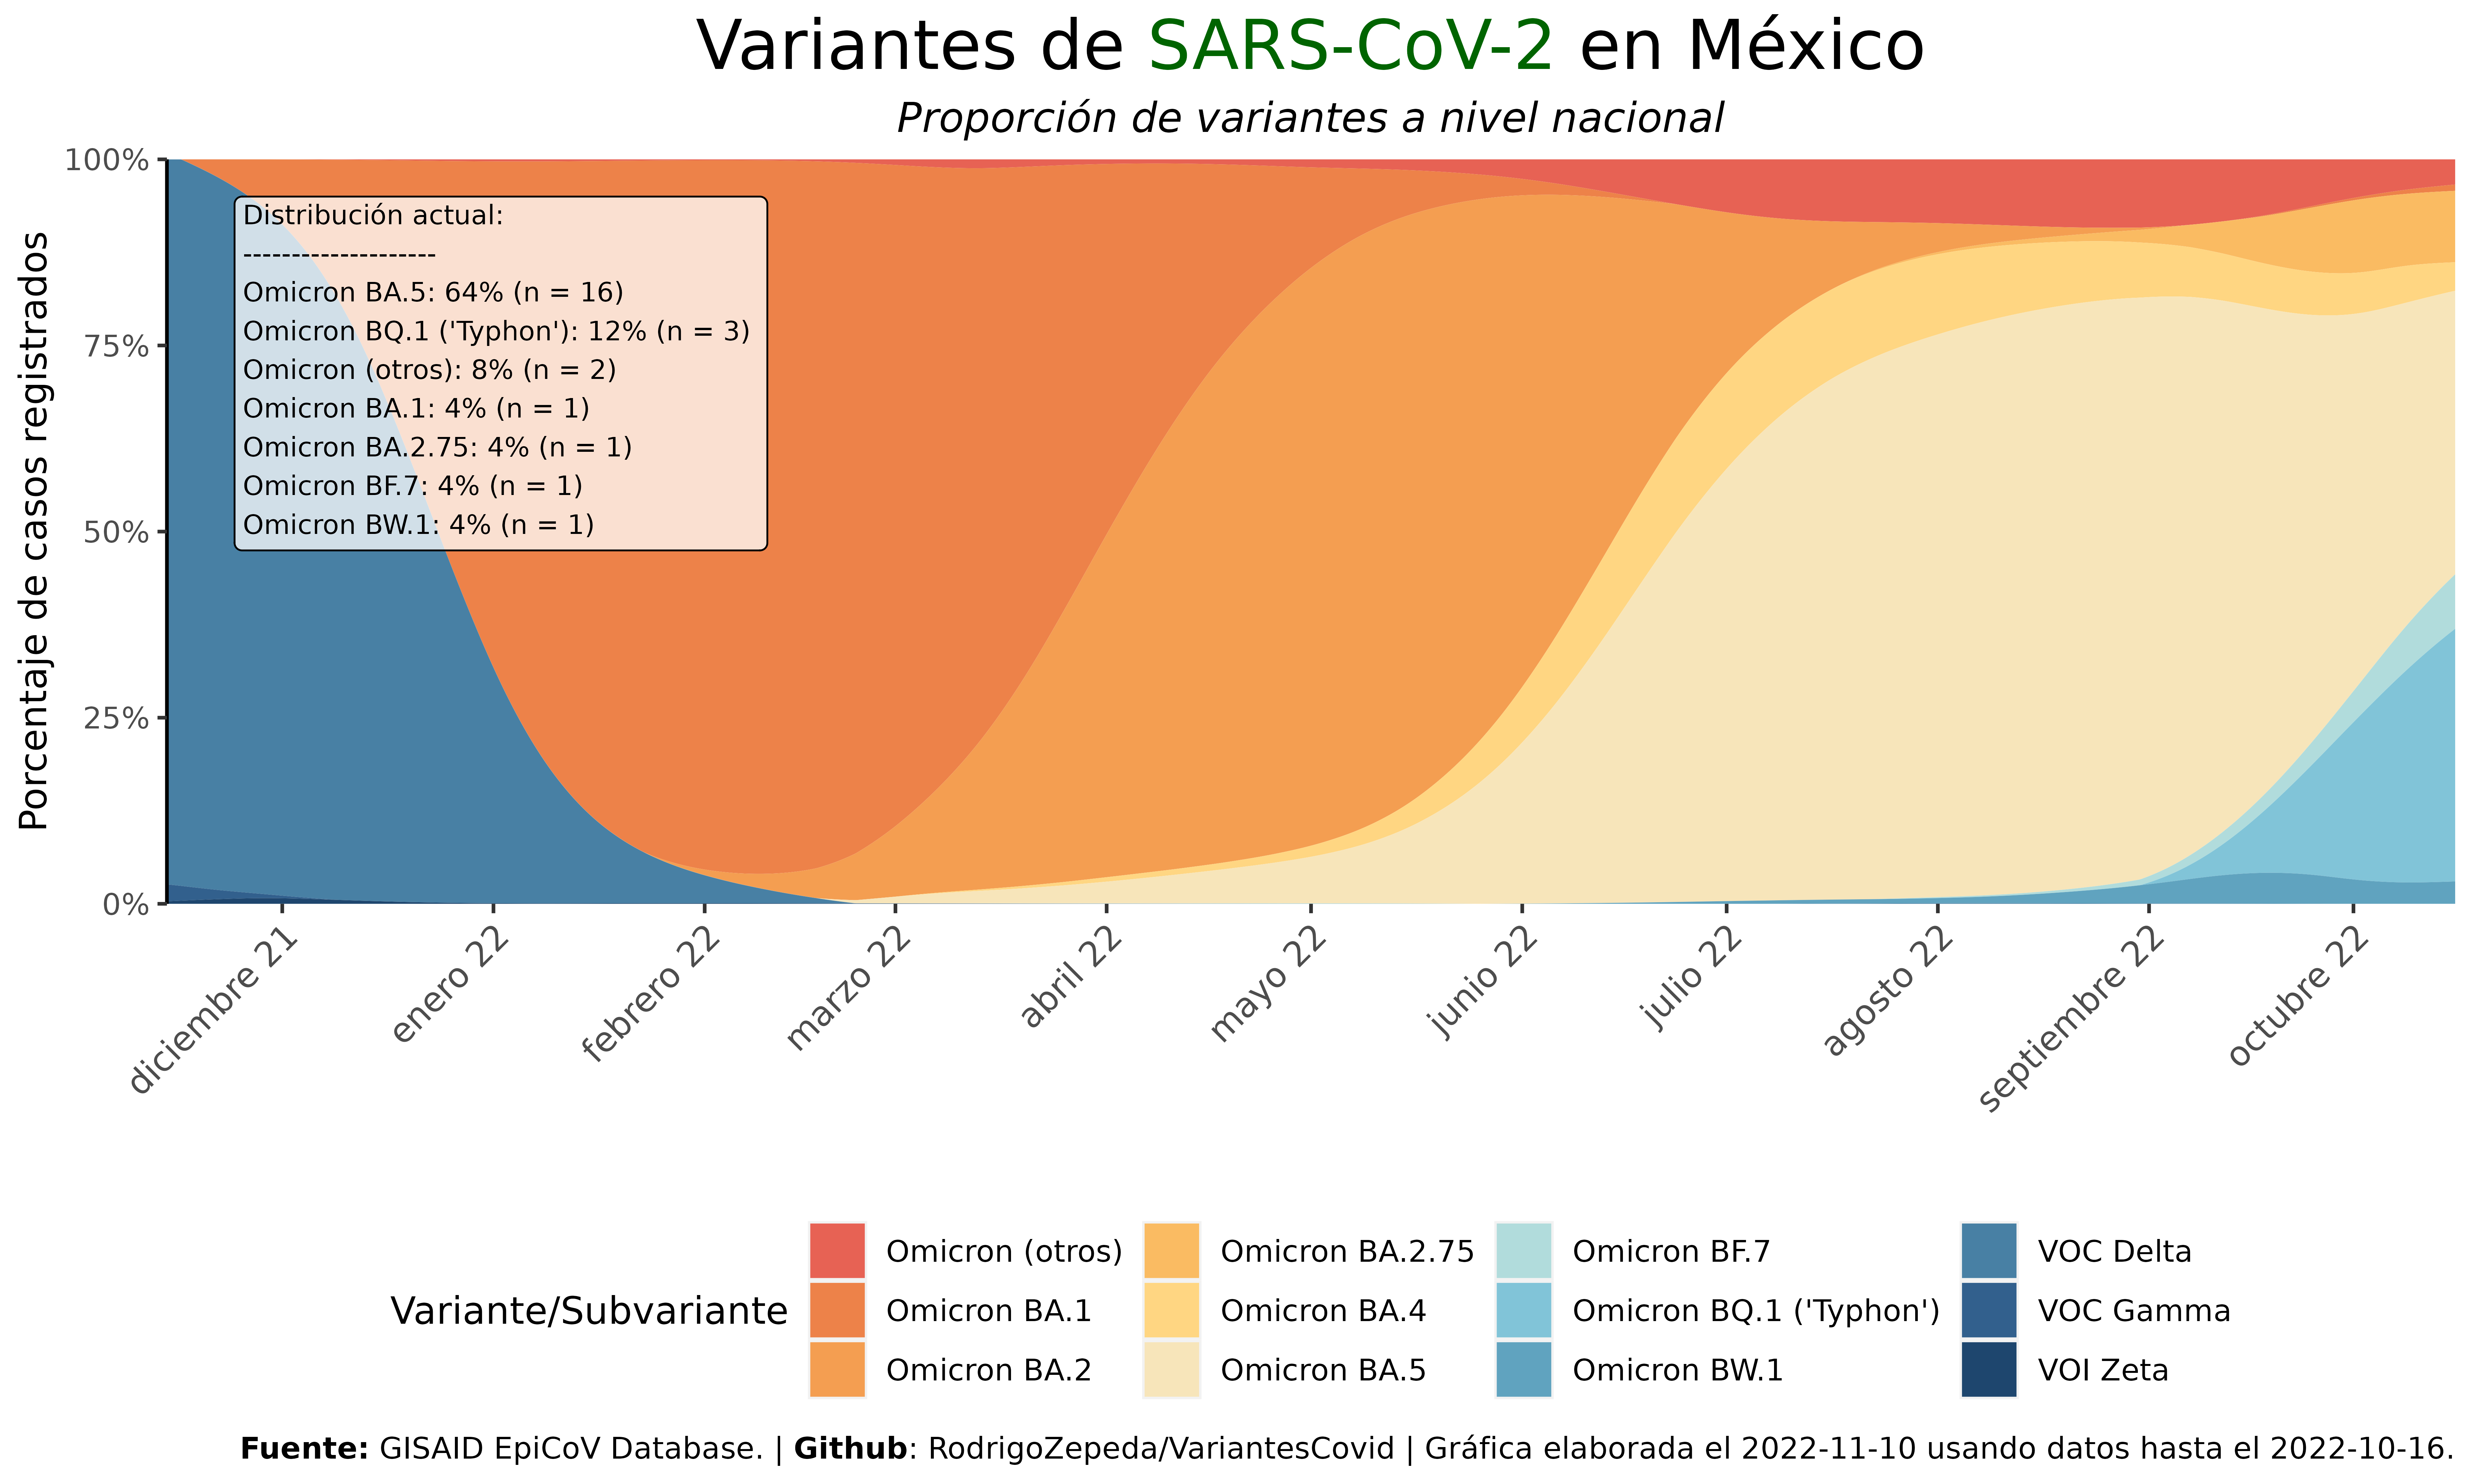 Variantes de SARS-CoV-2 en México
Proporción de variantes a nivel nacional
Porcentaje de casos registrados
100%
75%
50%
25%
0%
Distribución actual:
--------------------
Omicron BA.5: 64% (n = 16)
Omicron BQ.1 ('Typhon'): 12% (n = 3)
Omicron (otros): 8% (n = 2)
Omicron BA.1: 4% (n = 1)
Omicron BA.2.75: 4% (n = 1)
Omicron BF.7: 4% (n = 1)
Omicron BW.1: 4% (n = 1)
diciembre 21
enero 22
febrero 22
marzo 22
abril 22
mayo 22
junio 22
julio 22
agosto 22
septiembre 22
octubre 22
Variante/Subvariante
Omicron (otros)
Omicron BA.1
Omicron BA.2
Omicron BA.2.75
Omicron BA.4
Omicron BA.5
Omicron BF.7
Omicron BQ.1 ('Typhon')
Omicron BW.1
VOC Delta
VOC Gamma
VOI Zeta
Fuente: GISAID EpiCoV Database. | Github: RodrigoZepeda/VariantesCovid | Gráfica elaborada el 2022-11-10 usando datos hasta el 2022-10-16.